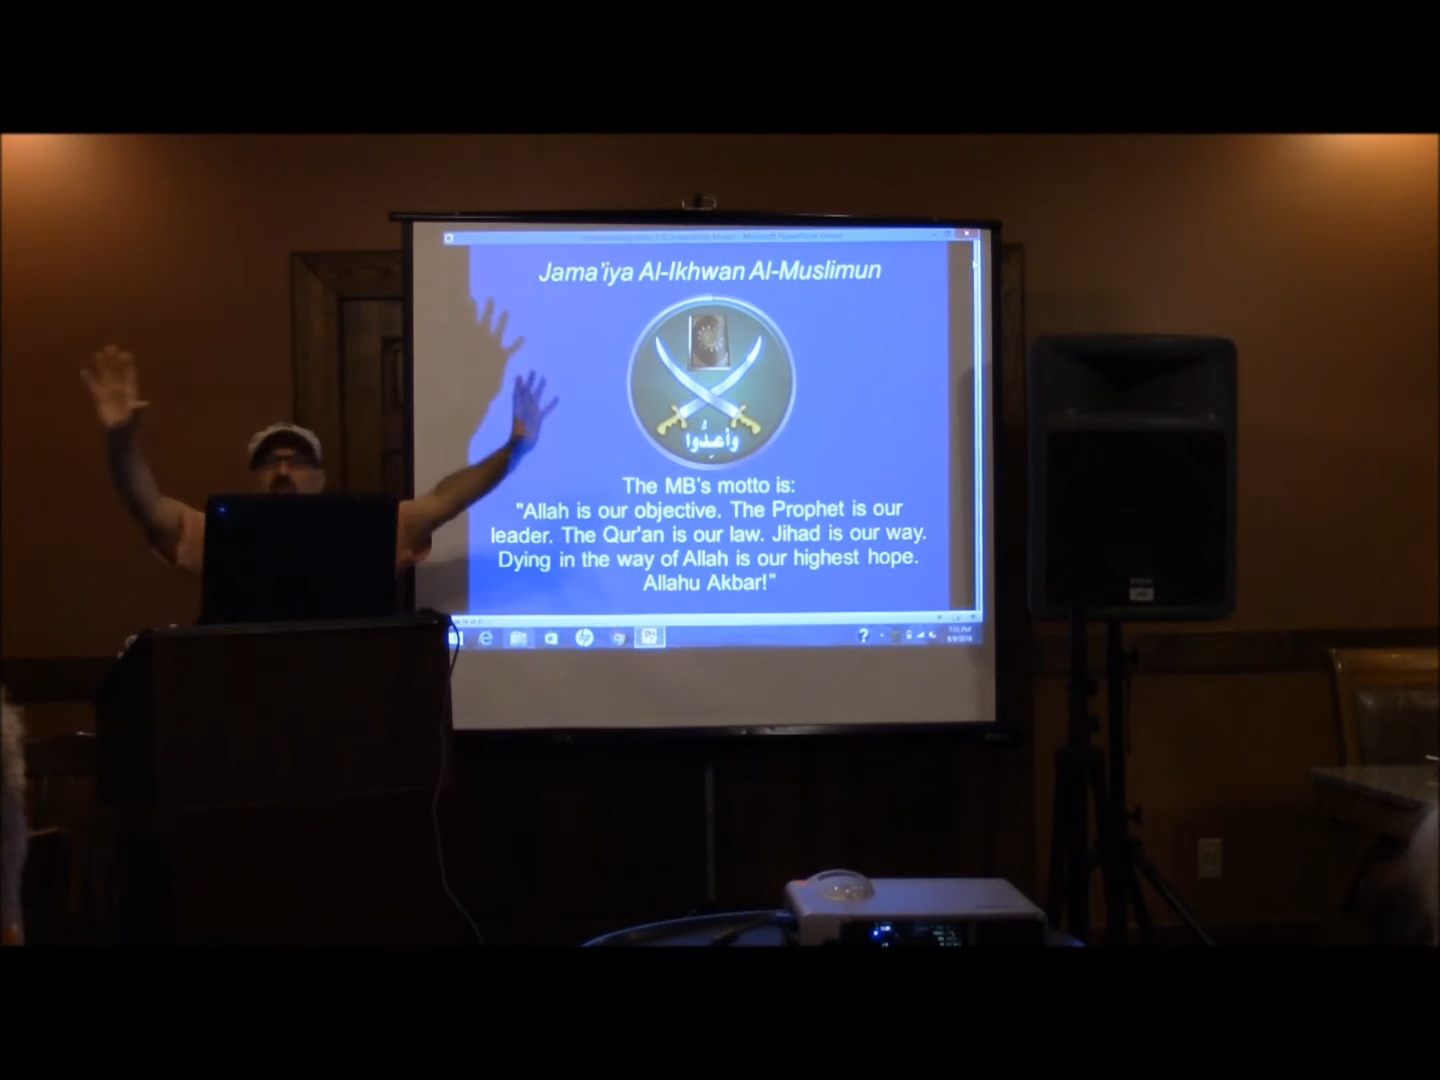 Jama'iya Al-Ikhwan Al-Muslimun
وأعدوا
The MB's motto is:
"Allah is our objective. The Prophet is our
leader. The Qur'an is our law. Jihad is our way.
Dying in the way of Allah is our highest hope.
Allahu Akbar!"